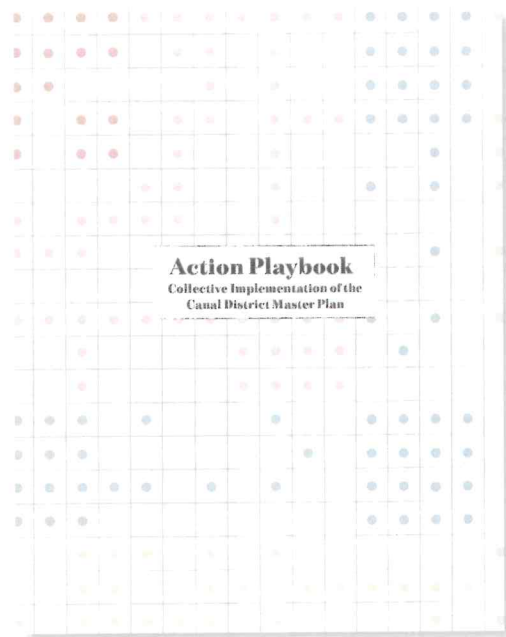 Action Playbook
Collective Implementation of the
Canal District Master Plan